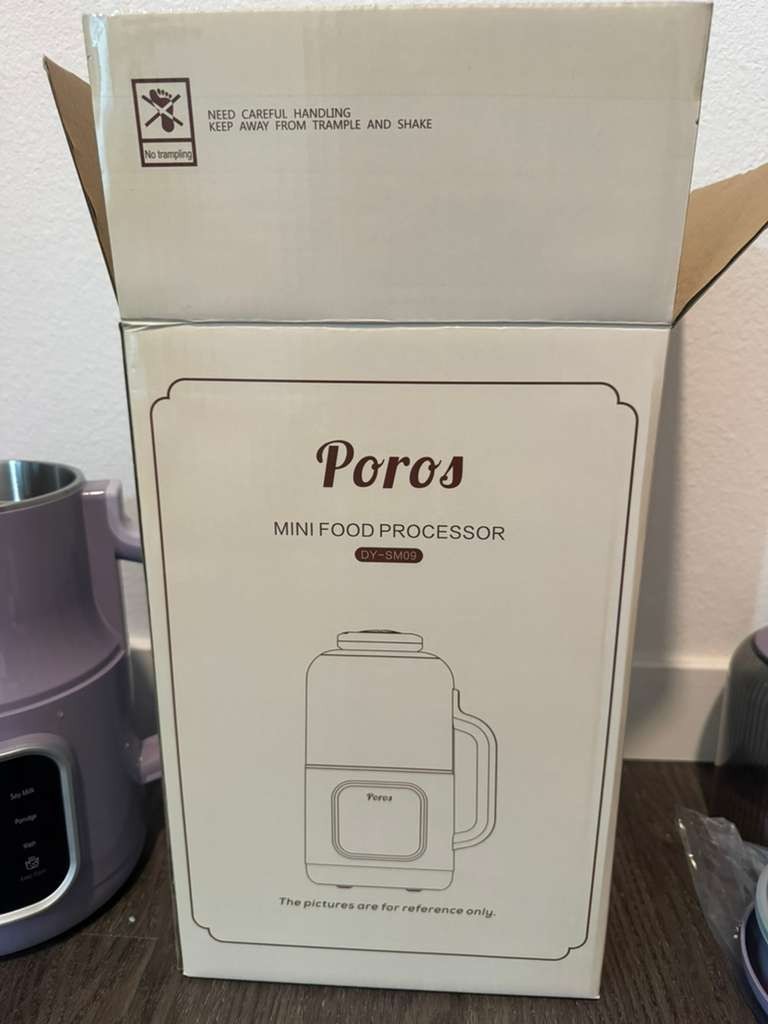 NEED CAREFUL HANDLING
KEEP AWAY FROM TRAMPLE AND SHAKE
No trampling
Poros
MINI FOOD PROCESSOR
DY-SM09
Poros
The pictures are for reference only.
Soy Milk
Porridge